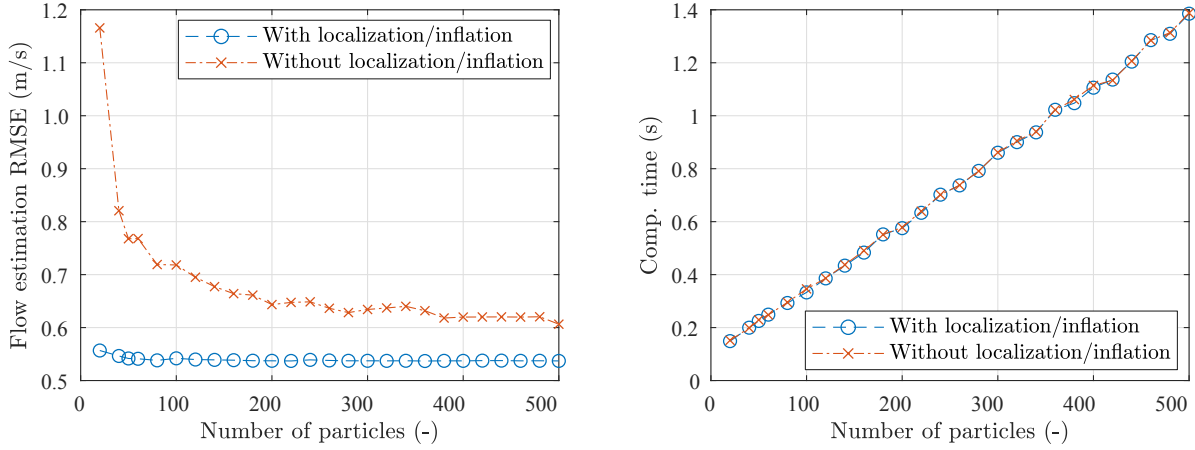 1.2
1.1
1.0
0.9
0.8
0.7
0.6
0.5
Flow estimation RMSE (m/s)
With localization/inflation
Without localization/inflation
0 100 200 300 400 500
Number of particles (-)
1.4
1.2
1
0.8
0.6
0.4
0.2
0
Comp. time (s)
With localization/inflation
Without localization/inflation
0 100 200 300 400 500
Number of particles (-)